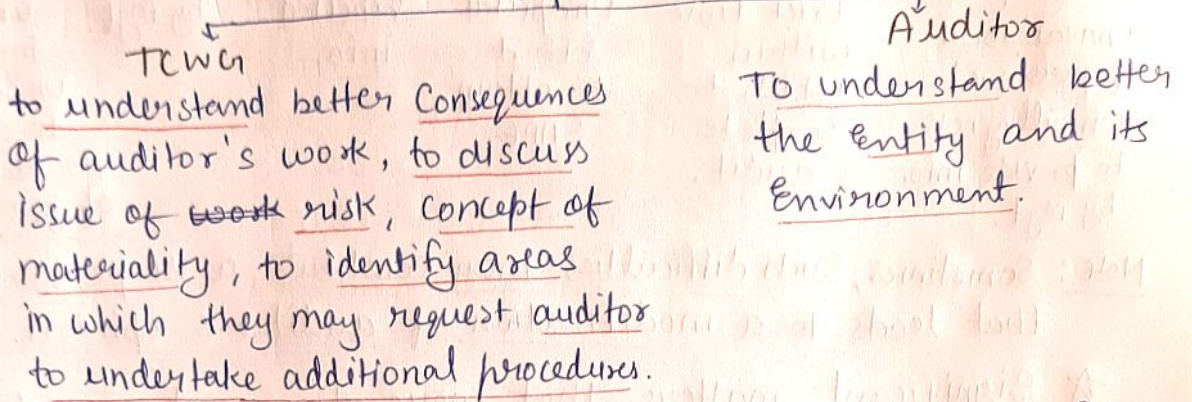 TCWG
to understand better Consequences
of auditor's work, to discuss
issue of work risk, concept of
materiality, to identify areas
in which they may request auditor
to undertake additional procedures.
Auditor
To understand better
the Entity and its
Environment.